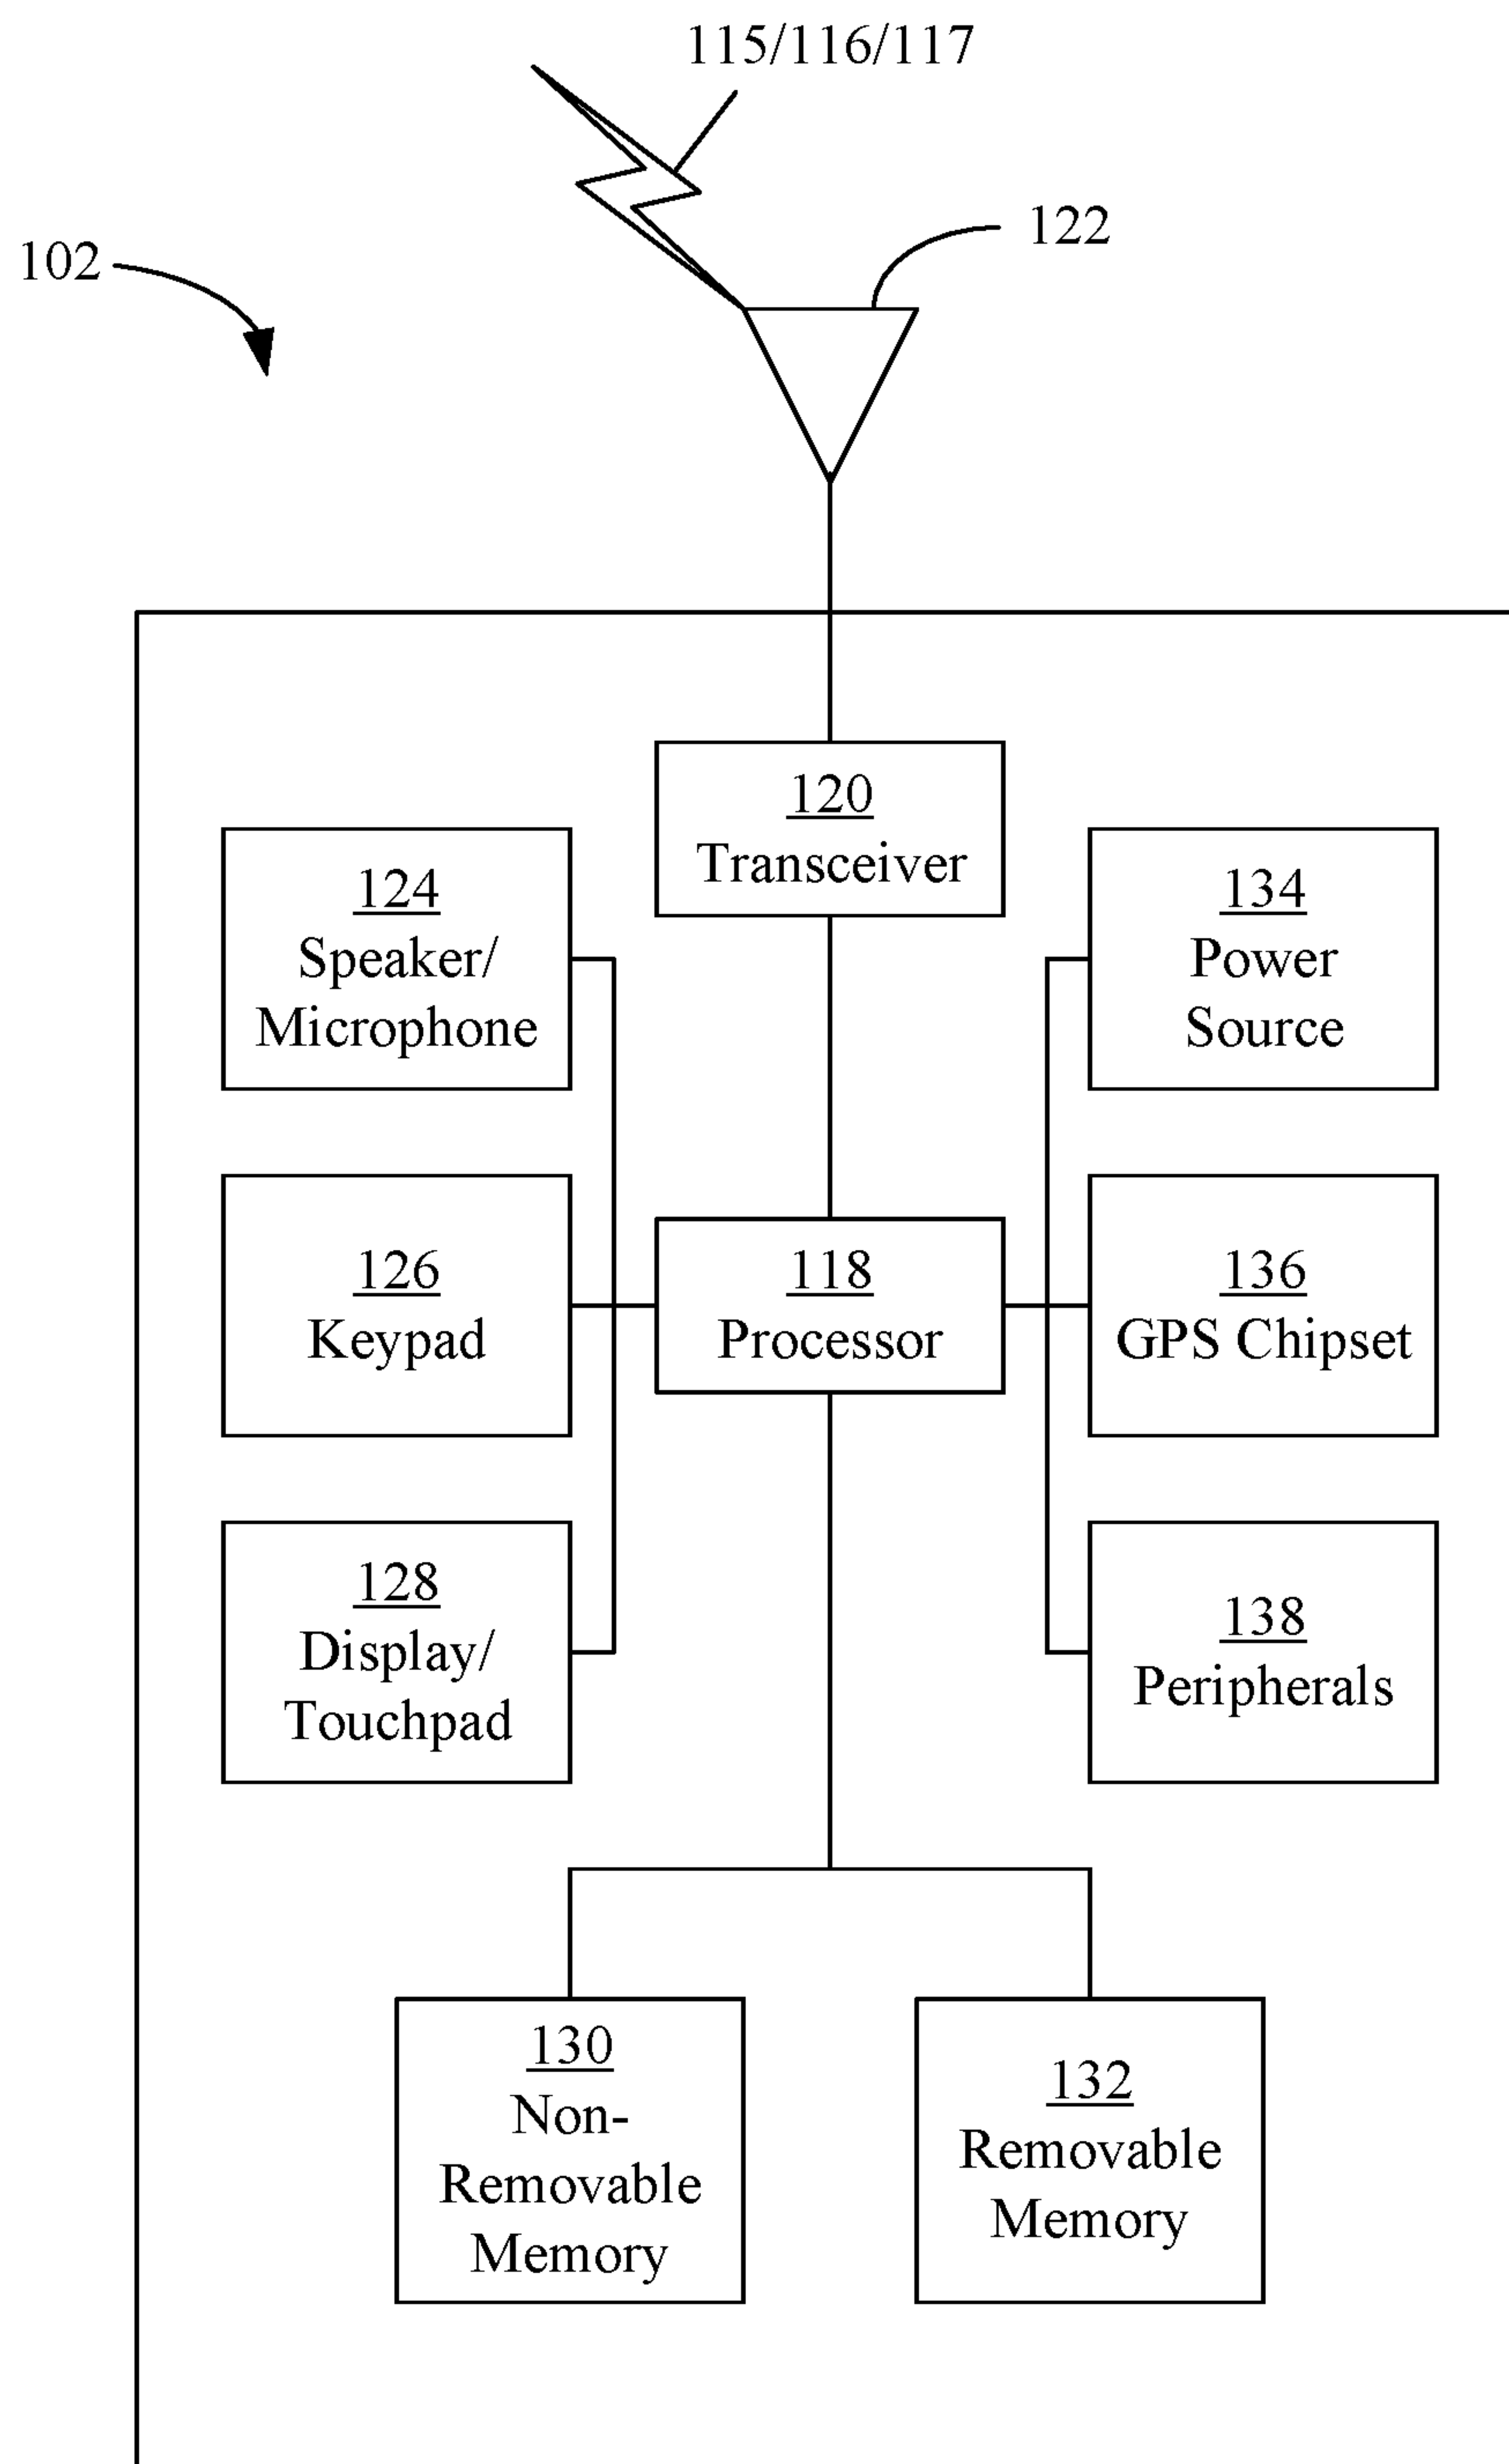 115/116/117
122
102
120
Transceiver
124
Speaker/
Microphone
134
Power
Source
126
Keypad
118
Processor
136
GPS Chipset
128
Display/
Touchpad
138
Peripherals
130
Non-
Removable
Memory
132
Removable
Memory